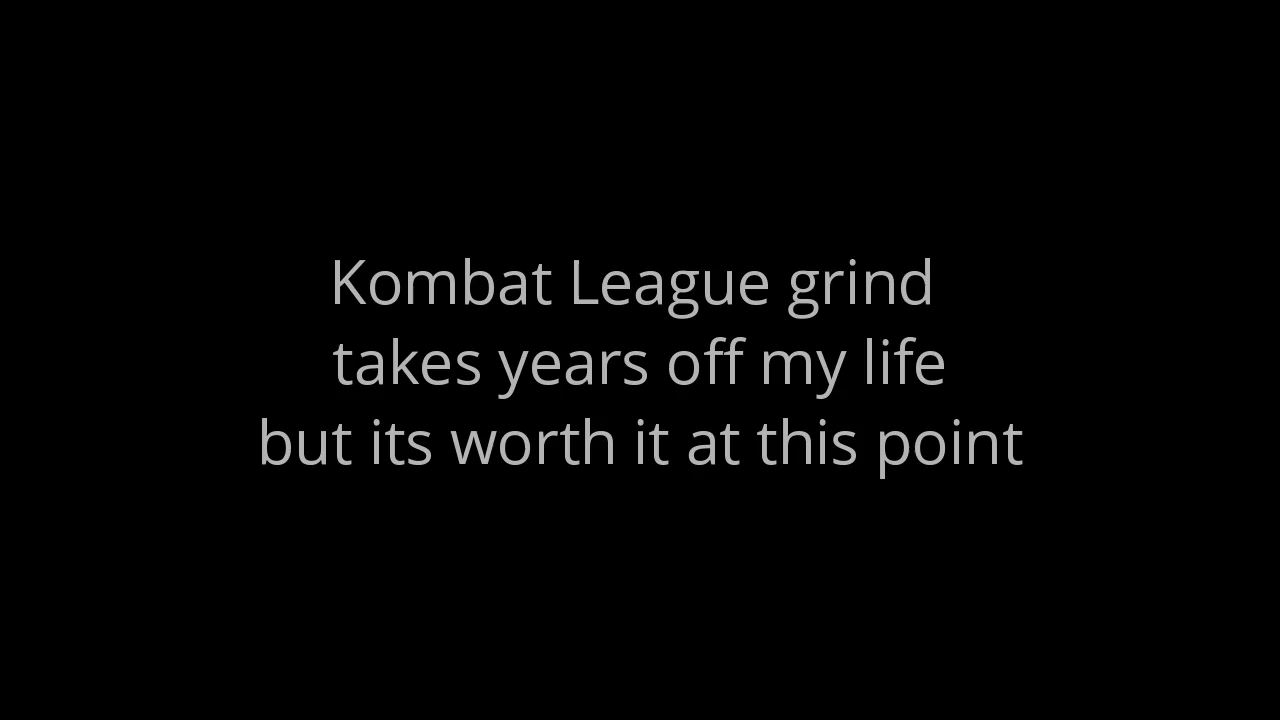 Kombat League grind
takes years off my life
but its worth it at this point